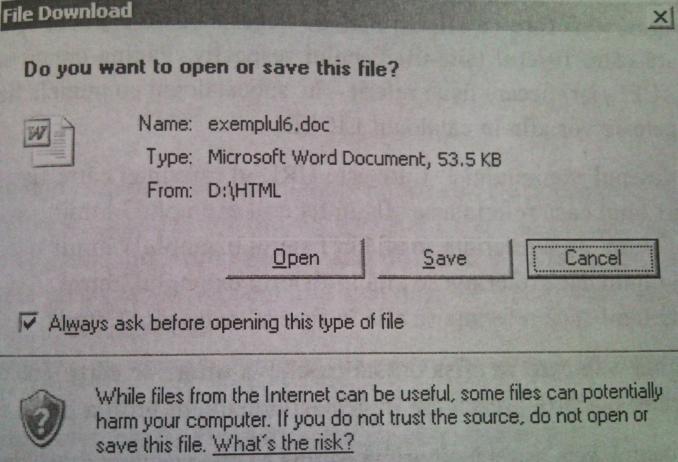 File Download
Do you want to open or save this file?
Name: exemplul6.doc
Type: Microsoft Word Document, 53.5 KB
From: D:\HTML
Open Save Cancel
Always ask before opening this type of file
While files from the Internet can be useful, some files can potentially
harm your computer. If you do not trust the source, do not open or
save this file. What's the risk?